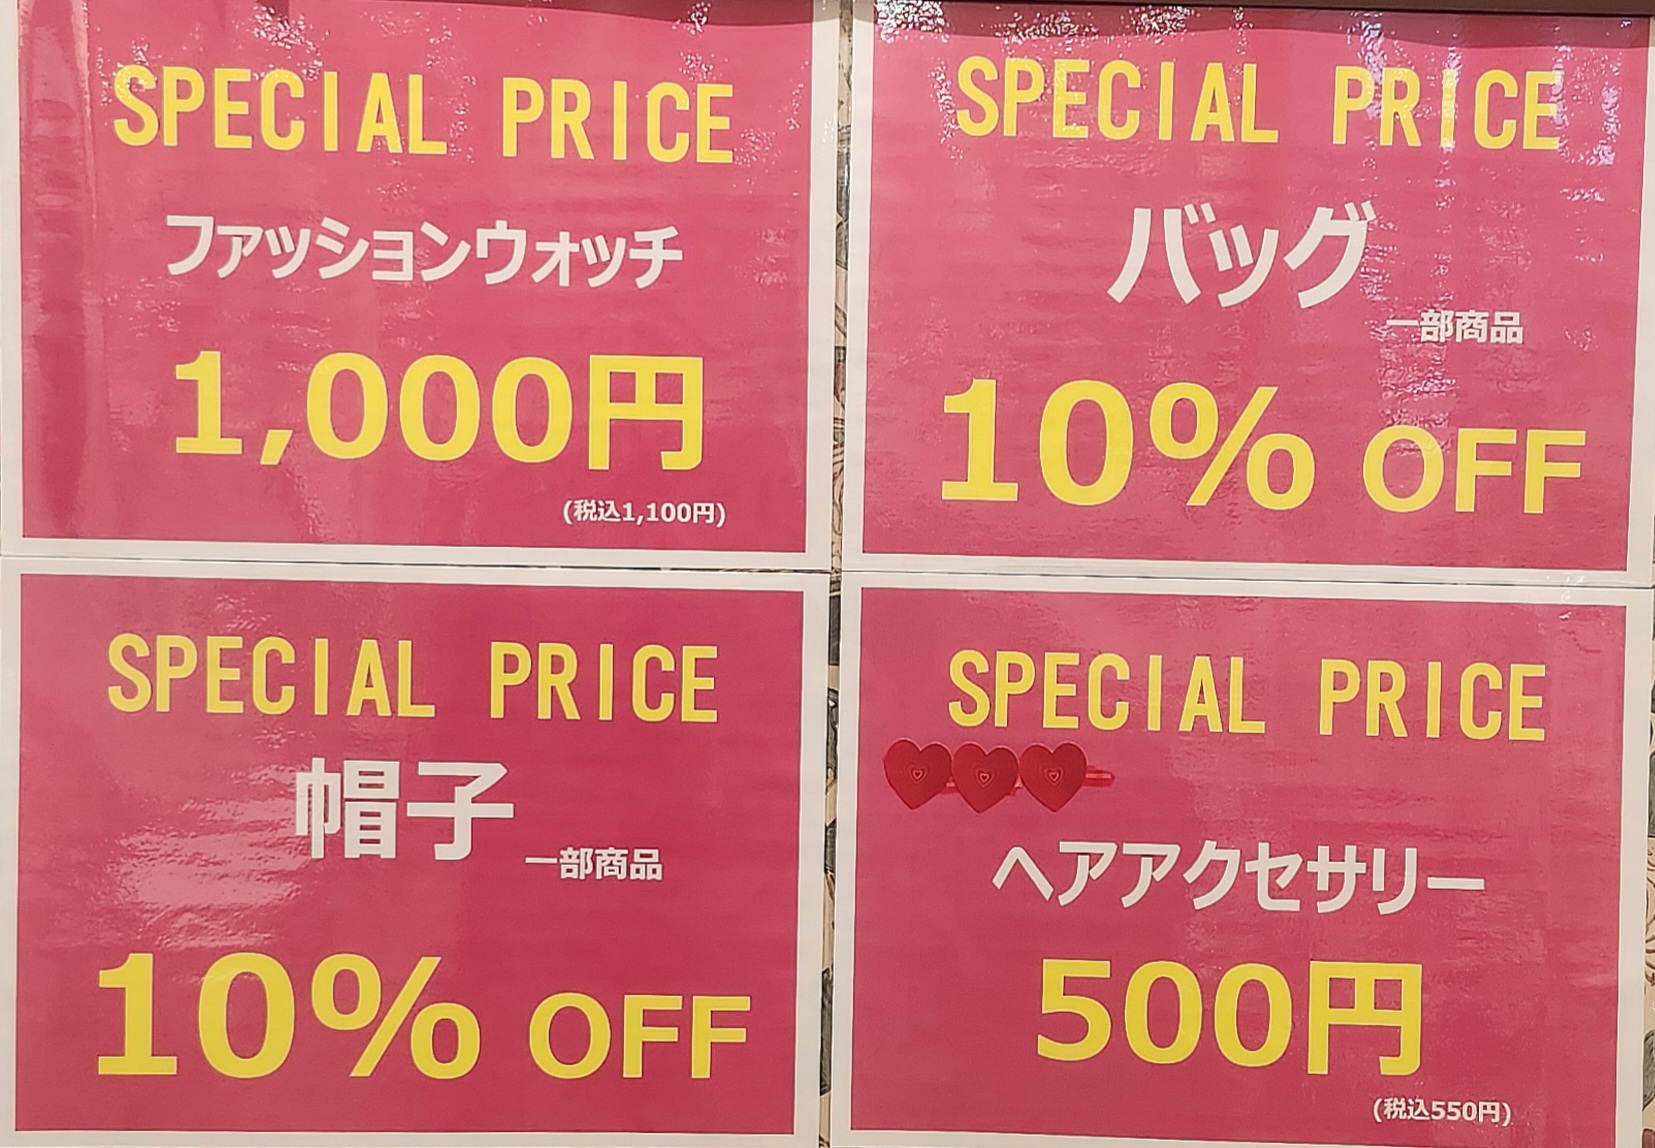 SPECIAL PRICE
ファッションウォッチ
1,000円
(税込1,100円)
SPECIAL PRICE
バッグ
一部商品
10% OFF
SPECIAL PRICE
帽子
一部商品
10% OFF
SPECIAL PRICE
ヘアアクセサリー
500円
(税込550円)